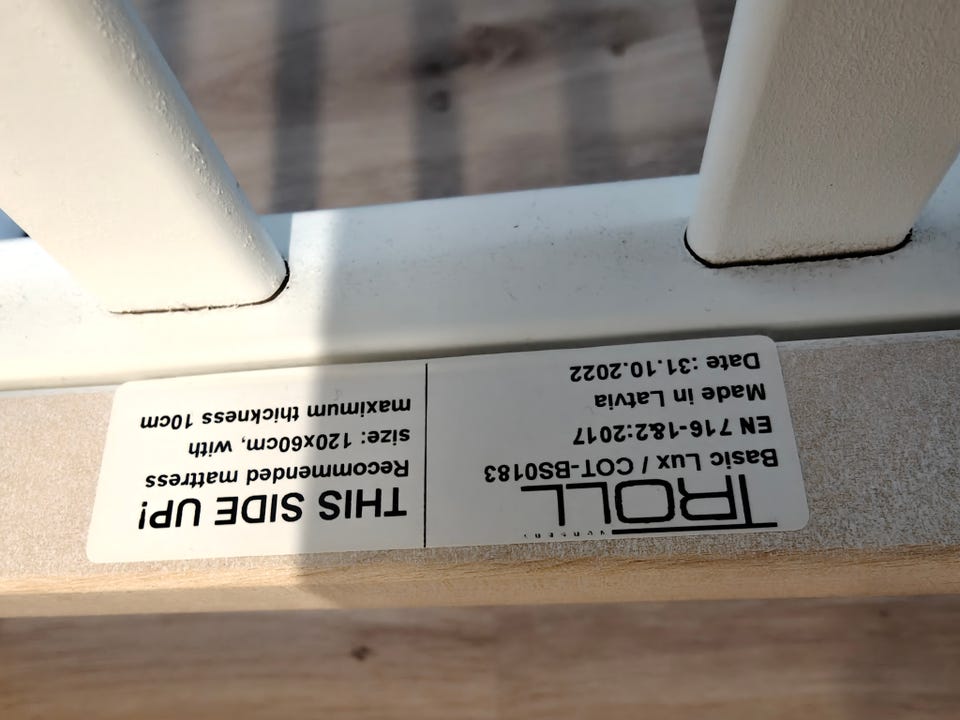 TROLL
Basic Lux / COT-BS0183
EN 716-1&2:2017
Made in Latvia
Date :31.10.2022
THIS SIDE UP!
Recommended mattress
size: 120x60cm, with
maximum thickness 10cm